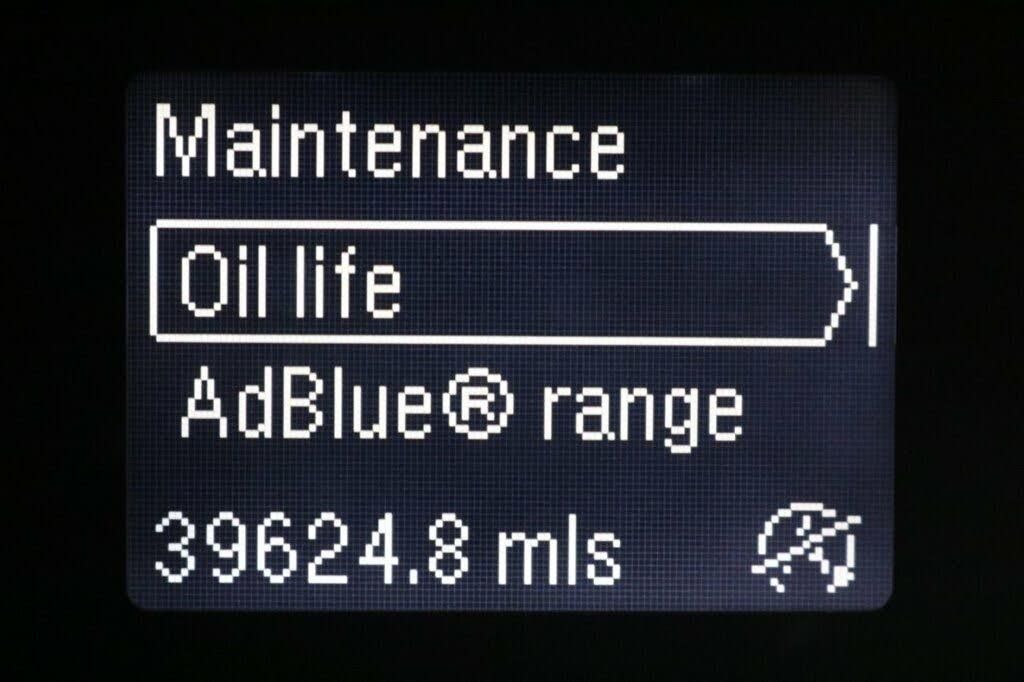 Maintenance
Oil life
AdBlue® range
39624.8 mls